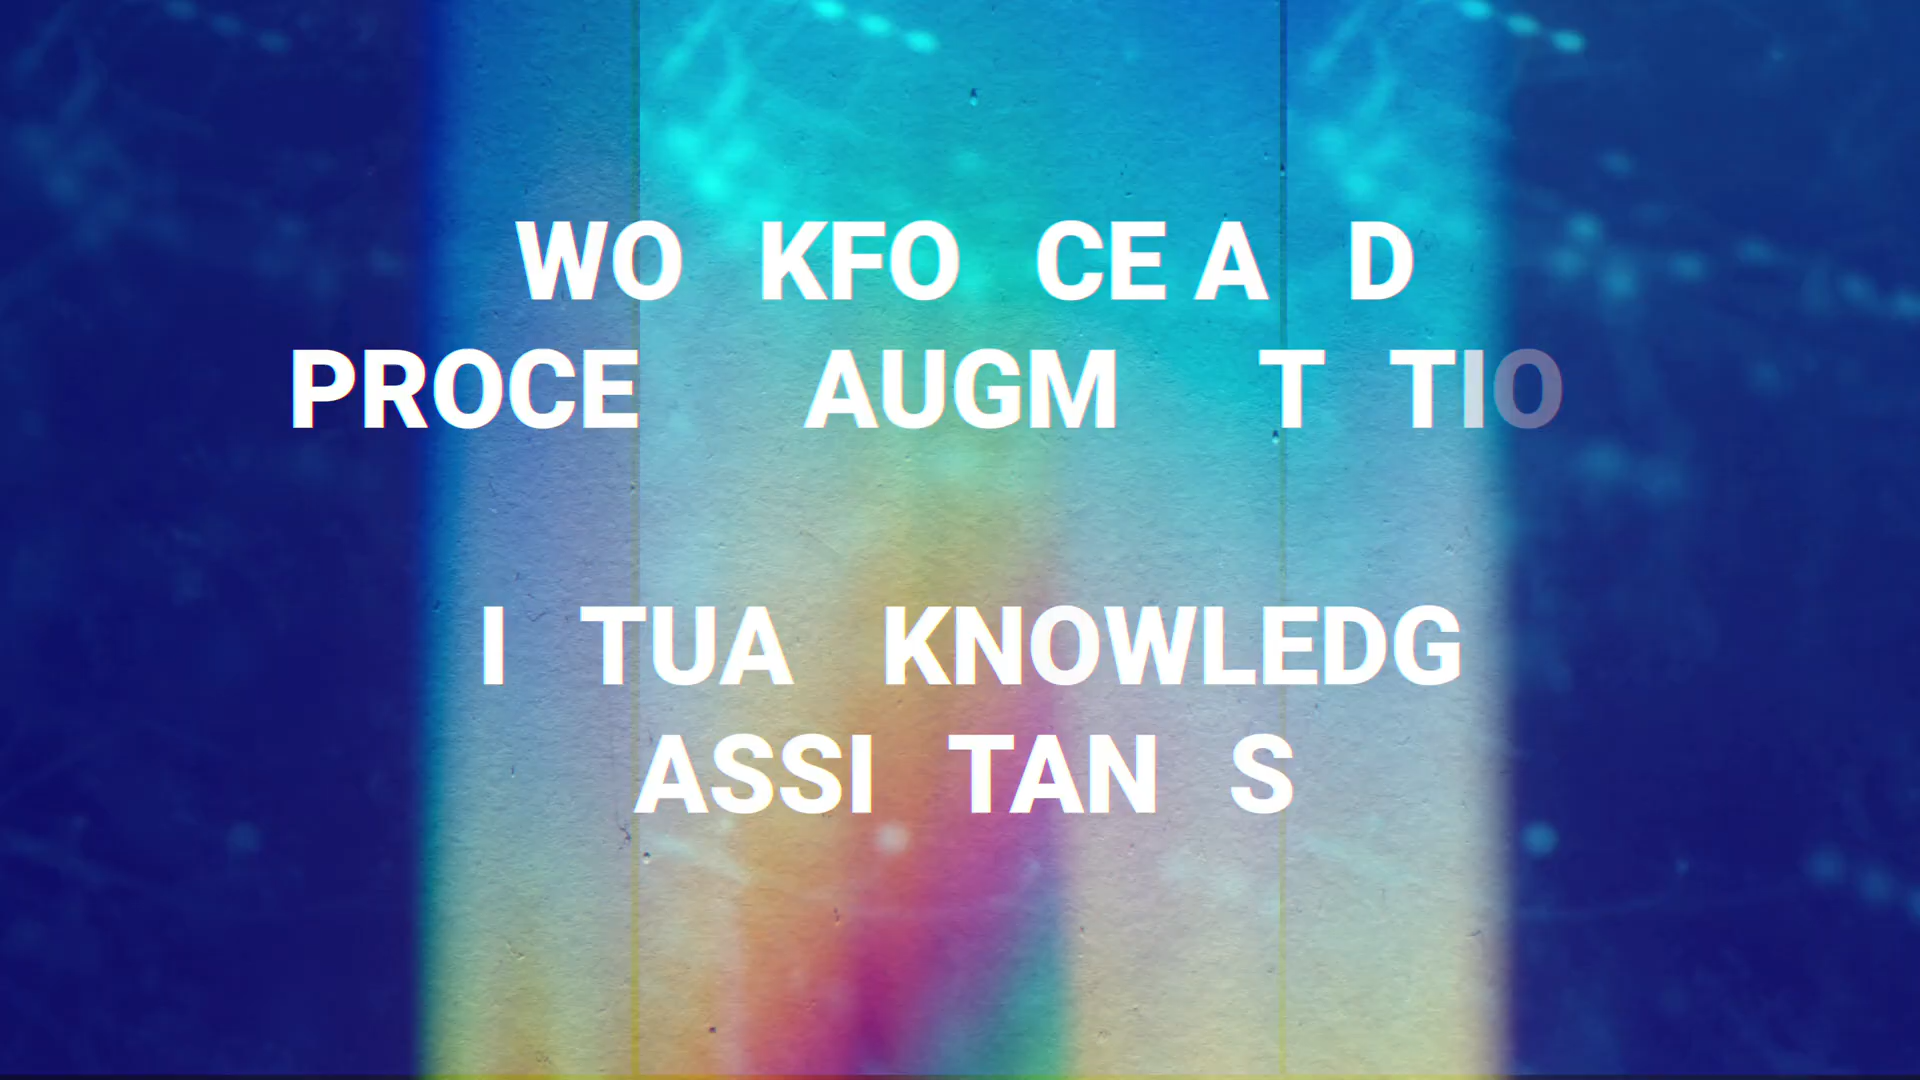 WO KFO CE A D
PROCE AUGM T TIO
I TUA KNOWLEDG
ASSI TAN S